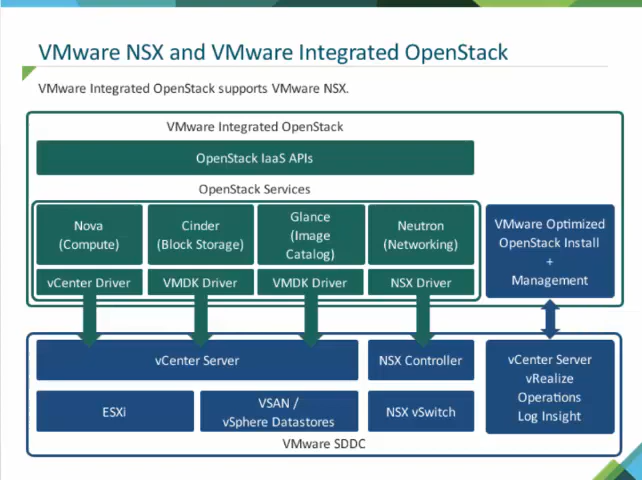 VMware NSX and VMware Integrated OpenStack
VMware Integrated OpenStack supports VMware NSX.
VMware Integrated OpenStack
OpenStack IaaS APIs
OpenStack Services
Nova
(Compute)
Cinder
(Block Storage)
Glance
(Image
Catalog)
Neutron
(Networking)
VMware Optimized
OpenStack Install
+
Management
vCenter Driver
VMDK Driver
VMDK Driver
NSX Driver
vCenter Server
NSX Controller
vCenter Server
vRealize
Operations
Log Insight
ESXi
VSAN /
vSphere Datastores
NSX vSwitch
VMware SDDC